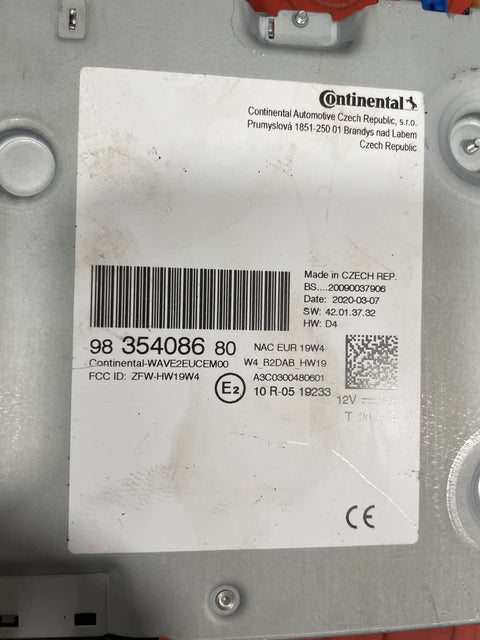 Continental
Continental Automotive Czech Republic, s.r.o.
Prumyslová 1851-250 01 Brandys nad Labem
Czech Republic
Made in CZECH REP.
BS....20090037906
Date: 2020-03-07
SW: 42.01.37.32
HW: D4
98 354086 80
NAC EUR 19W4
Continental-WAVE2EUCEM00
W4_B2DAB_HW19
FCC ID: ZFW-HW19W4
E2
A3C0300480601
10 R-05 19233
12V
T 20
CE